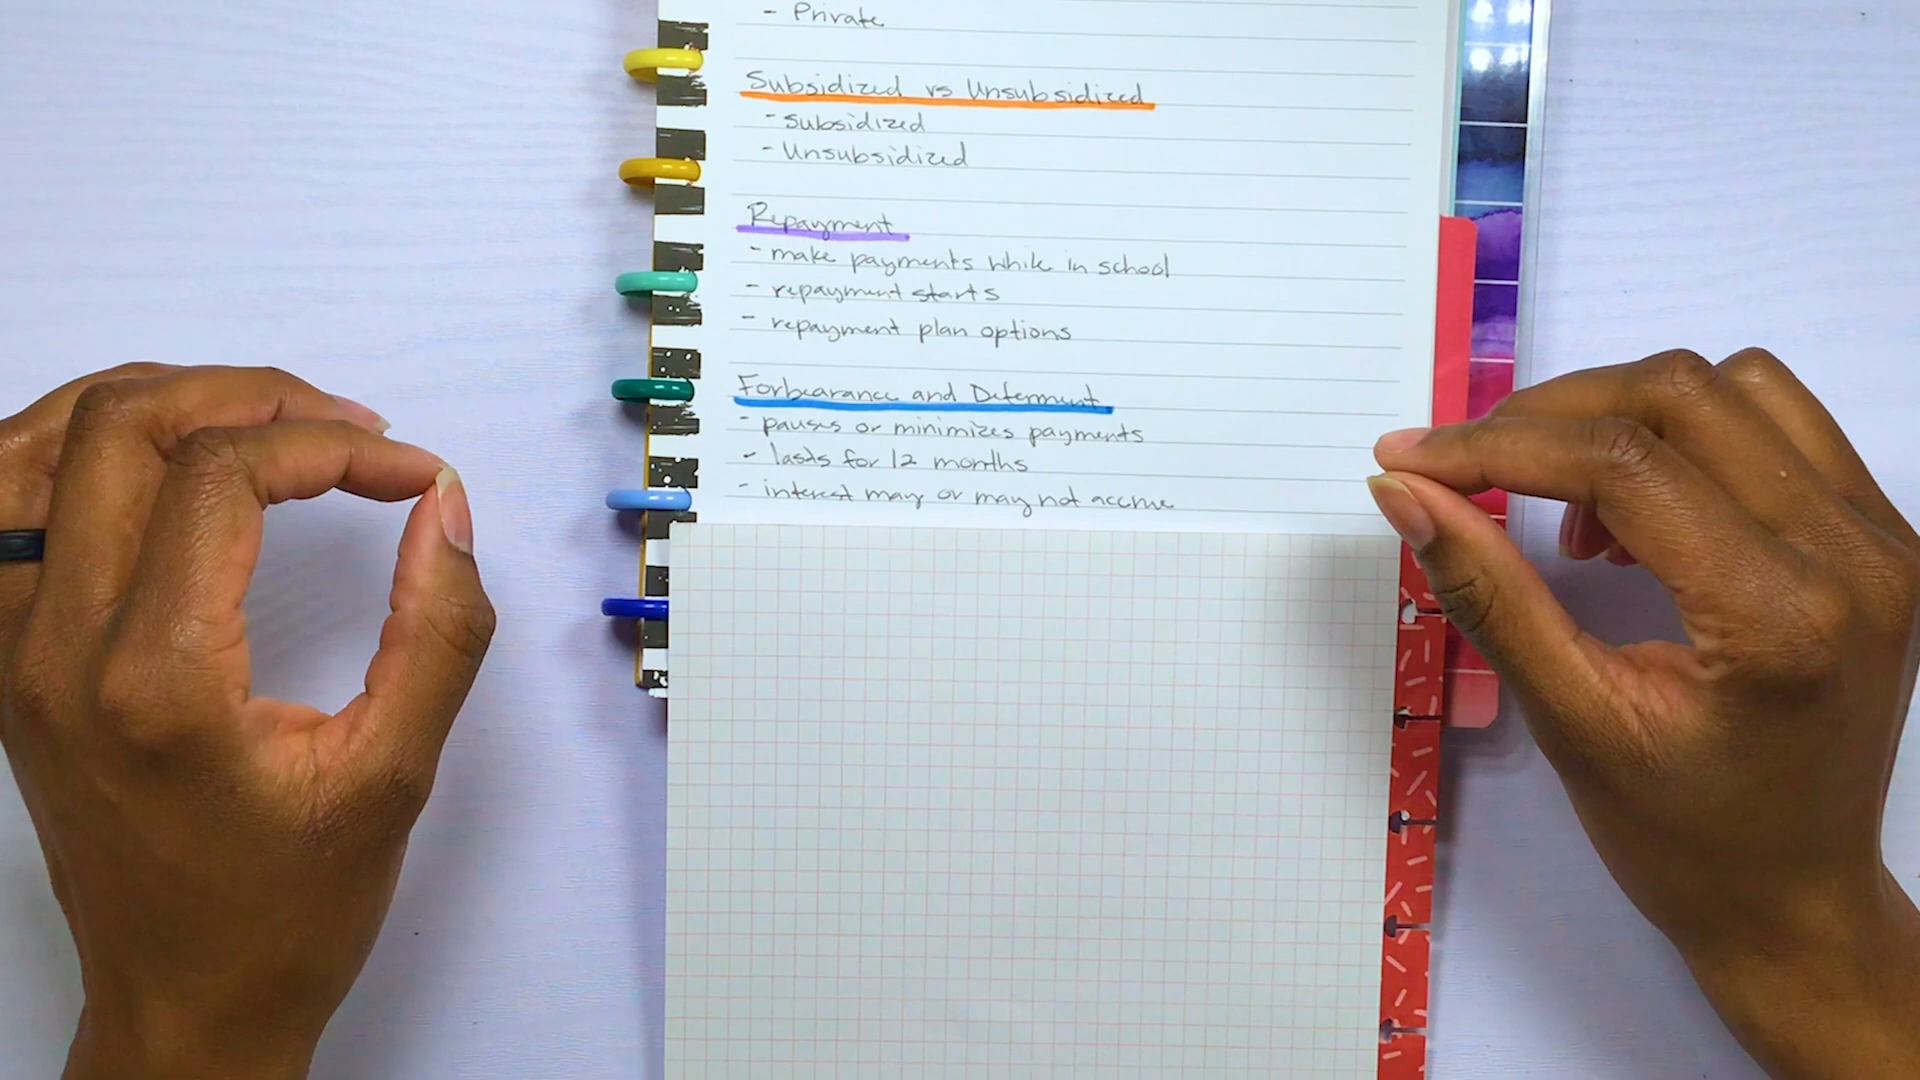 - Private
Subsidized vs Unsubsidized
- Subsidized
- Unsubsidized
Repayment
- make payments while in school
- repayment starts
- repayment plan options
Forbearance and Deferment
- pauses or minimizes payments
- lasts for 12 months
- interest may or may not accrue